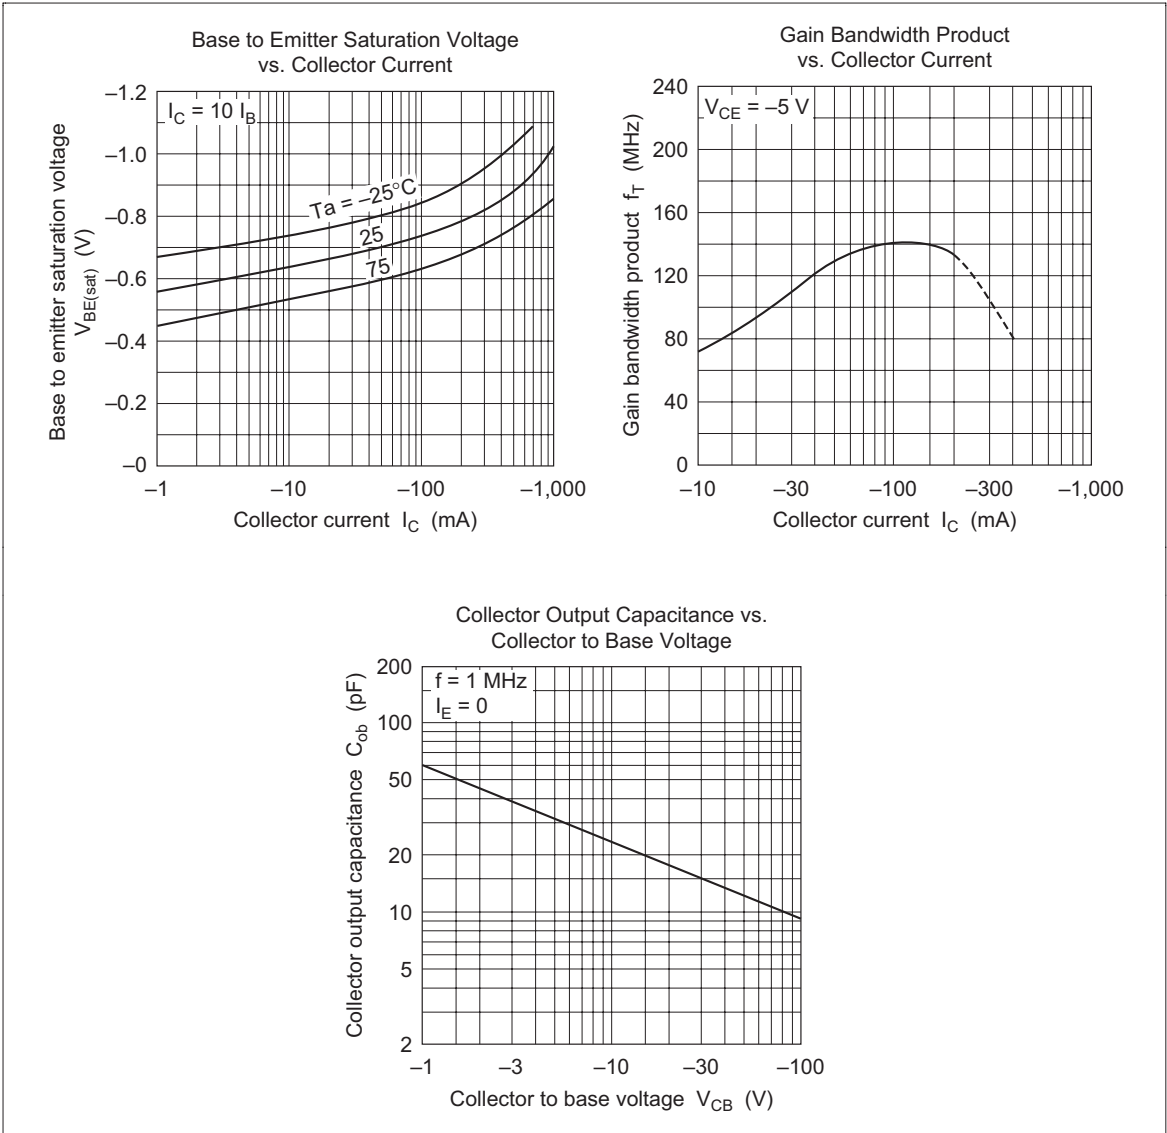 Base to Emitter Saturation Voltage
vs. Collector Current
Base to emitter saturation voltage
V_BE(sat) (V)
–1.2
–1.0
–0.8
–0.6
–0.4
–0.2
–0
I_C = 10 I_B
Ta = –25°C
25
75
–1
–10
–100
–1,000
Collector current I_C (mA)
Gain Bandwidth Product
vs. Collector Current
Gain bandwidth product f_T (MHz)
240
200
160
120
80
40
0
V_CE = –5 V
–10
–30
–100
–300
–1,000
Collector current I_C (mA)
Collector Output Capacitance vs.
Collector to Base Voltage
Collector output capacitance C_ob (pF)
200
100
50
20
10
5
2
f = 1 MHz
I_E = 0
–1
–3
–10
–30
–100
Collector to base voltage V_CB (V)